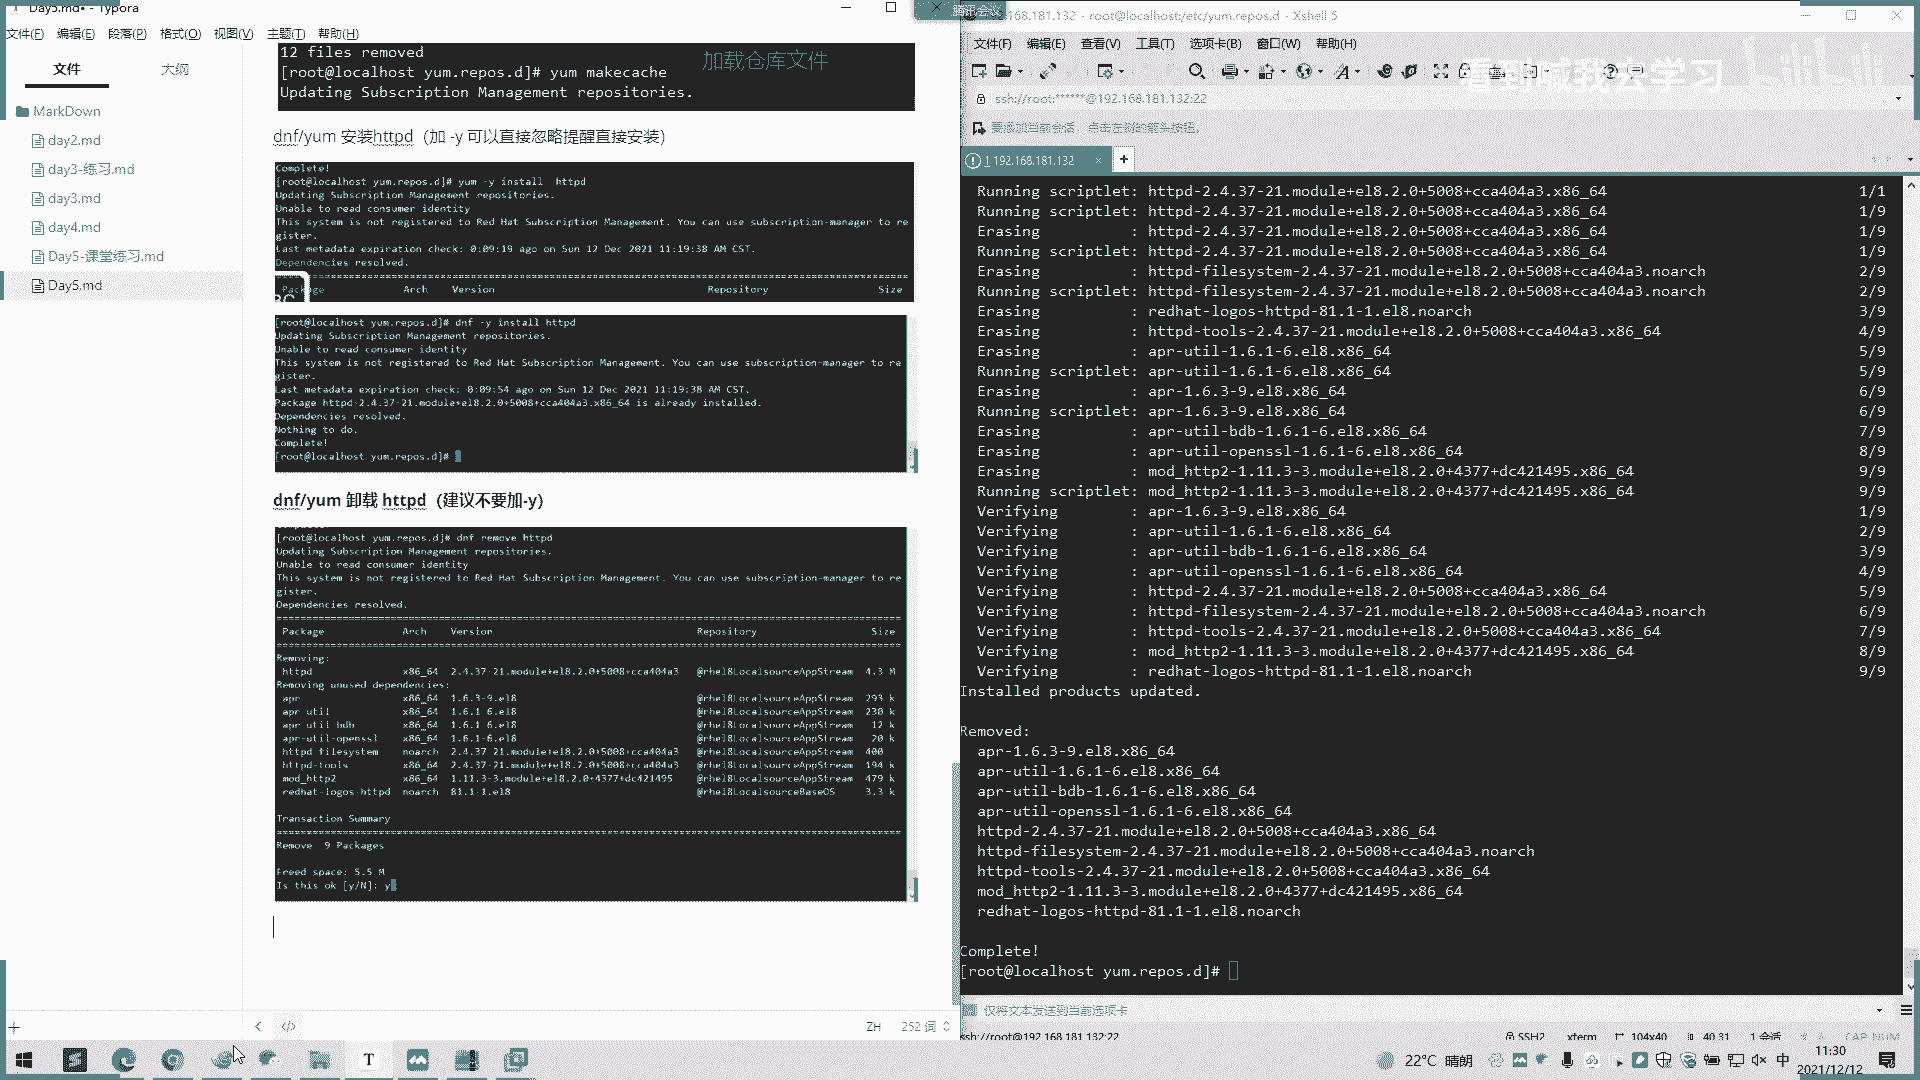 Day5.md• - Typora
文件(F) 编辑(E) 段落(P) 格式(O) 视图(V) 主题(T) 帮助(H)
文件 大纲
MarkDown
day2.md
day3-练习.md
day3.md
day4.md
Day5-课堂练习.md
Day5.md
12 files removed
[root@localhost yum.repos.d]# yum makecache
加载仓库文件
Updating Subscription Management repositories.
dnf/yum 安装httpd（加 -y 可以直接忽略提醒直接安装）
Complete!
[root@localhost yum.repos.d]# yum -y install  httpd
Updating Subscription Management repositories.
Unable to read consumer identity
This system is not registered to Red Hat Subscription Management. You can use subscription-manager to re
gister.
Last metadata expiration check: 0:09:19 ago on Sun 12 Dec 2021 11:19:38 AM CST.
Dependencies resolved.
Package Arch Version Repository Size
[root@localhost yum.repos.d]# dnf -y install httpd
Updating Subscription Management repositories.
Unable to read consumer identity
This system is not registered to Red Hat Subscription Management. You can use subscription-manager to re
gister.
Last metadata expiration check: 0:09:54 ago on Sun 12 Dec 2021 11:19:38 AM CST.
Package httpd-2.4.37-21.module+el8.2.0+5008+cca404a3.x86_64 is already installed.
Dependencies resolved.
Nothing to do.
Complete!
[root@localhost yum.repos.d]#
dnf/yum 卸载 httpd（建议不要加-y）
[root@localhost yum.repos.d]# dnf remove httpd
Updating Subscription Management repositories.
Unable to read consumer identity
This system is not registered to Red Hat Subscription Management. You can use subscription-manager to re
gister.
Dependencies resolved.
Package Arch Version Repository Size
Removing:
httpd x86_64 2.4.37-21.module+el8.2.0+5008+cca404a3 @rhel8LocalsourceAppStream 4.3 M
Removing unused dependencies:
apr x86_64 1.6.3-9.el8 @rhel8LocalsourceAppStream 293 k
apr-util x86_64 1.6.1-6.el8 @rhel8LocalsourceAppStream 230 k
apr-util-bdb x86_64 1.6.1-6.el8 @rhel8LocalsourceAppStream 12 k
apr-util-openssl x86_64 1.6.1-6.el8 @rhel8LocalsourceAppStream 20 k
httpd-filesystem noarch 2.4.37-21.module+el8.2.0+5008+cca404a3 @rhel8LocalsourceAppStream 400
httpd-tools x86_64 2.4.37-21.module+el8.2.0+5008+cca404a3 @rhel8LocalsourceAppStream 194 k
mod_http2 x86_64 1.11.3-3.module+el8.2.0+4377+dc421495 @rhel8LocalsourceAppStream 479 k
redhat-logos-httpd noarch 81.1-1.el8 @rhel8LocalsourceBaseOS 3.3 k
Transaction Summary
Remove  9 Packages
Freed space: 5.5 M
Is this ok [y/N]: y
ZH 252 词
腾讯会议
168.181.132 - root@localhost:/etc/yum.repos.d - Xshell 5
文件(F) 编辑(E) 查看(V) 工具(T) 选项卡(B) 窗口(W) 帮助(H)
看到喊我去学习
bilibili
ssh://root:******@192.168.181.132:22
要添加当前会话，点击左侧的箭头按钮。
1 192.168.181.132
Running scriptlet: httpd-2.4.37-21.module+el8.2.0+5008+cca404a3.x86_64 1/1
Running scriptlet: httpd-2.4.37-21.module+el8.2.0+5008+cca404a3.x86_64 1/9
Erasing : httpd-2.4.37-21.module+el8.2.0+5008+cca404a3.x86_64 1/9
Running scriptlet: httpd-2.4.37-21.module+el8.2.0+5008+cca404a3.x86_64 1/9
Erasing : httpd-filesystem-2.4.37-21.module+el8.2.0+5008+cca404a3.noarch 2/9
Running scriptlet: httpd-filesystem-2.4.37-21.module+el8.2.0+5008+cca404a3.noarch 2/9
Erasing : redhat-logos-httpd-81.1-1.el8.noarch 3/9
Erasing : httpd-tools-2.4.37-21.module+el8.2.0+5008+cca404a3.x86_64 4/9
Erasing : apr-util-1.6.1-6.el8.x86_64 5/9
Running scriptlet: apr-util-1.6.1-6.el8.x86_64 5/9
Erasing : apr-1.6.3-9.el8.x86_64 6/9
Running scriptlet: apr-1.6.3-9.el8.x86_64 6/9
Erasing : apr-util-bdb-1.6.1-6.el8.x86_64 7/9
Erasing : apr-util-openssl-1.6.1-6.el8.x86_64 8/9
Erasing : mod_http2-1.11.3-3.module+el8.2.0+4377+dc421495.x86_64 9/9
Running scriptlet: mod_http2-1.11.3-3.module+el8.2.0+4377+dc421495.x86_64 9/9
Verifying : apr-1.6.3-9.el8.x86_64 1/9
Verifying : apr-util-1.6.1-6.el8.x86_64 2/9
Verifying : apr-util-bdb-1.6.1-6.el8.x86_64 3/9
Verifying : apr-util-openssl-1.6.1-6.el8.x86_64 4/9
Verifying : httpd-2.4.37-21.module+el8.2.0+5008+cca404a3.x86_64 5/9
Verifying : httpd-filesystem-2.4.37-21.module+el8.2.0+5008+cca404a3.noarch 6/9
Verifying : httpd-tools-2.4.37-21.module+el8.2.0+5008+cca404a3.x86_64 7/9
Verifying : mod_http2-1.11.3-3.module+el8.2.0+4377+dc421495.x86_64 8/9
Verifying : redhat-logos-httpd-81.1-1.el8.noarch 9/9
Installed products updated.
Removed:
apr-1.6.3-9.el8.x86_64
apr-util-1.6.1-6.el8.x86_64
apr-util-bdb-1.6.1-6.el8.x86_64
apr-util-openssl-1.6.1-6.el8.x86_64
httpd-2.4.37-21.module+el8.2.0+5008+cca404a3.x86_64
httpd-filesystem-2.4.37-21.module+el8.2.0+5008+cca404a3.noarch
httpd-tools-2.4.37-21.module+el8.2.0+5008+cca404a3.x86_64
mod_http2-1.11.3-3.module+el8.2.0+4377+dc421495.x86_64
redhat-logos-httpd-81.1-1.el8.noarch
Complete!
[root@localhost yum.repos.d]#
仅将文本发送到当前选项卡
ssh://root@192.168.181.132:22 SSH2 xterm 104x40 40,31 1 会话 CAP NUM
22°C 晴朗 中 11:30
2021/12/12